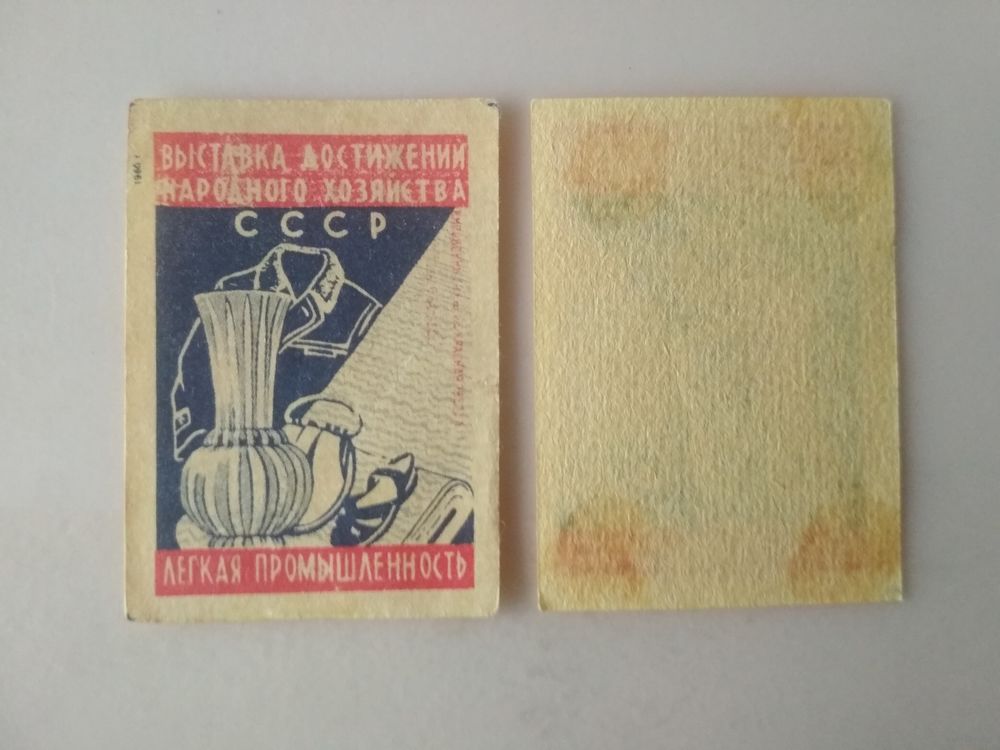 ВЫСТАВКА ДОСТИЖЕНИЙ
НАРОДНОГО ХОЗЯЙСТВА
СССР
ЛЕГКАЯ ПРОМЫШЛЕННОСТЬ